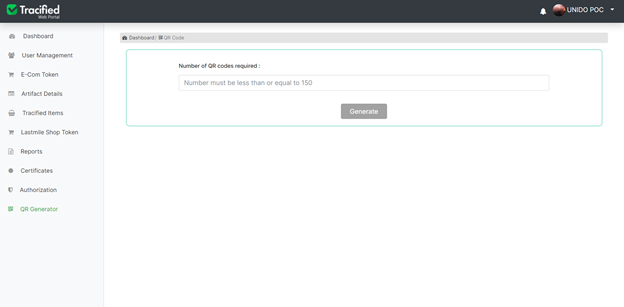 Tracified
Web Portal
UNIDO POC
Dashboard
User Management
E-Com Token
Artifact Details
Tracified Items
Lastmile Shop Token
Reports
Certificates
Authorization
QR Generator
Dashboard / QR Code
Number of QR codes required :
Number must be less than or equal to 150
Generate